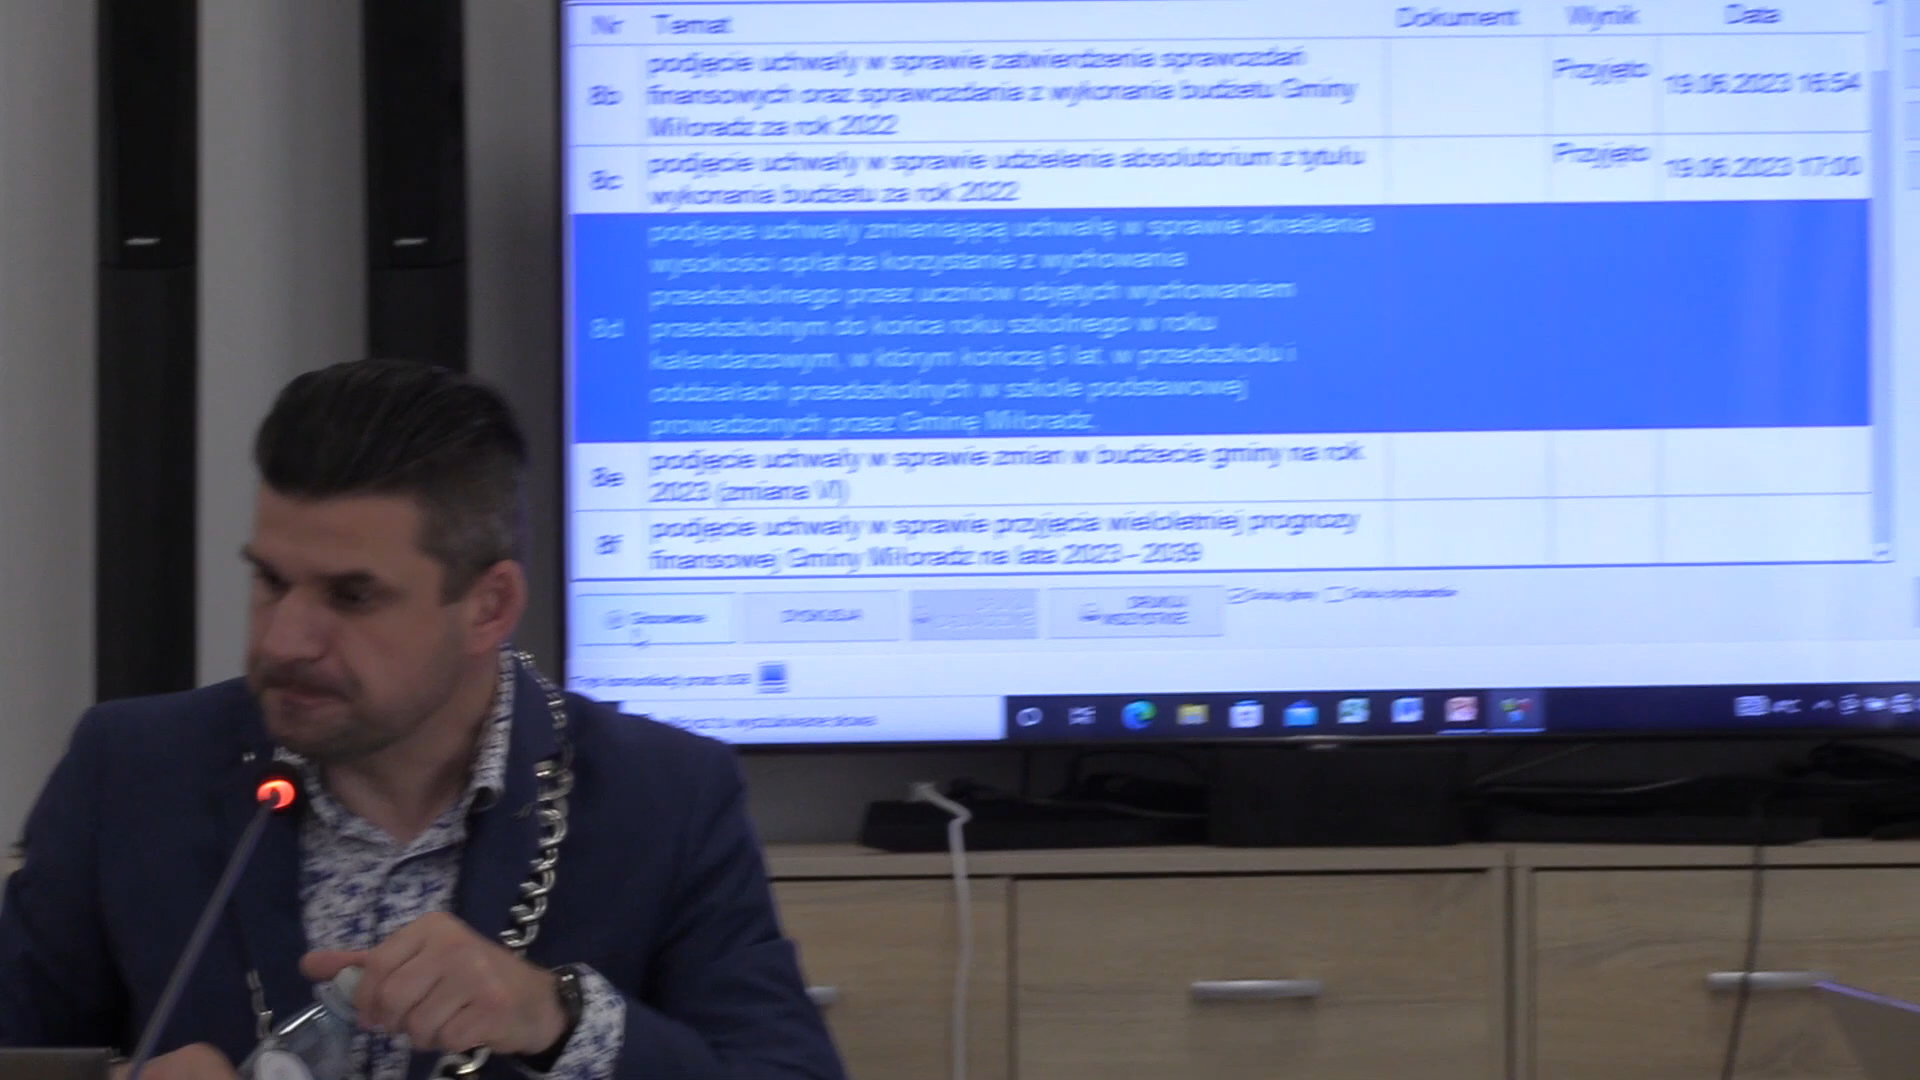 Nr Temat Dokument Wynik Data
8b podjęcie uchwały w sprawie zatwierdzenia sprawozdań
finansowych oraz sprawozdania z wykonania budżetu Gminy
Miłoradz za rok 2022
Przyjęto 19.06.2023 16:54
8c podjęcie uchwały w sprawie udzielenia absolutorium z tytułu
wykonania budżetu za rok 2022
Przyjęto 19.06.2023 17:00
8d podjęcie uchwały zmieniającą uchwałę w sprawie określenia
wysokości opłat za korzystanie z wychowania
przedszkolnego przez uczniów objętych wychowaniem
przedszkolnym do końca roku szkolnego w roku
kalendarzowym, w którym kończą 6 lat, w przedszkolu i
oddziałach przedszkolnych w szkole podstawowej
prowadzonych przez Gminę Miłoradz.
8e podjęcie uchwały w sprawie zmian w budżecie gminy na rok
2023 (zmiana VI)
8f podjęcie uchwały w sprawie przyjęcia wieloletniej prognozy
finansowej Gminy Miłoradz na lata 2023 - 2039
DYSKUSJA
DRUKUJ
WSZYSTKIE